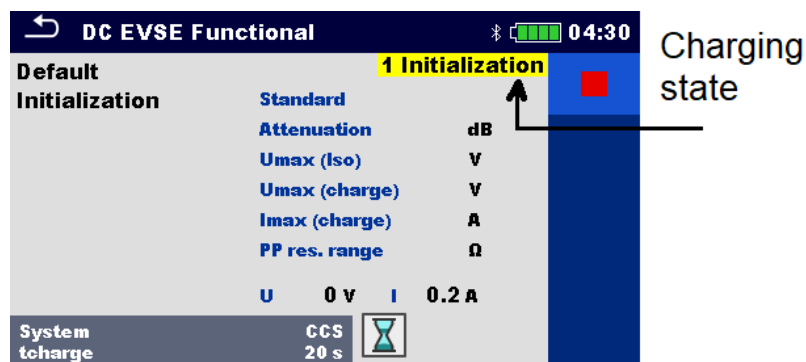 DC EVSE Functional 04:30
Charging
state
1 Initialization
Default
Initialization
Standard
Attenuation dB
Umax (Iso) V
Umax (charge) V
Imax (charge) A
PP res. range Ω
U 0 V I 0.2 A
System CCS
tcharge 20 s